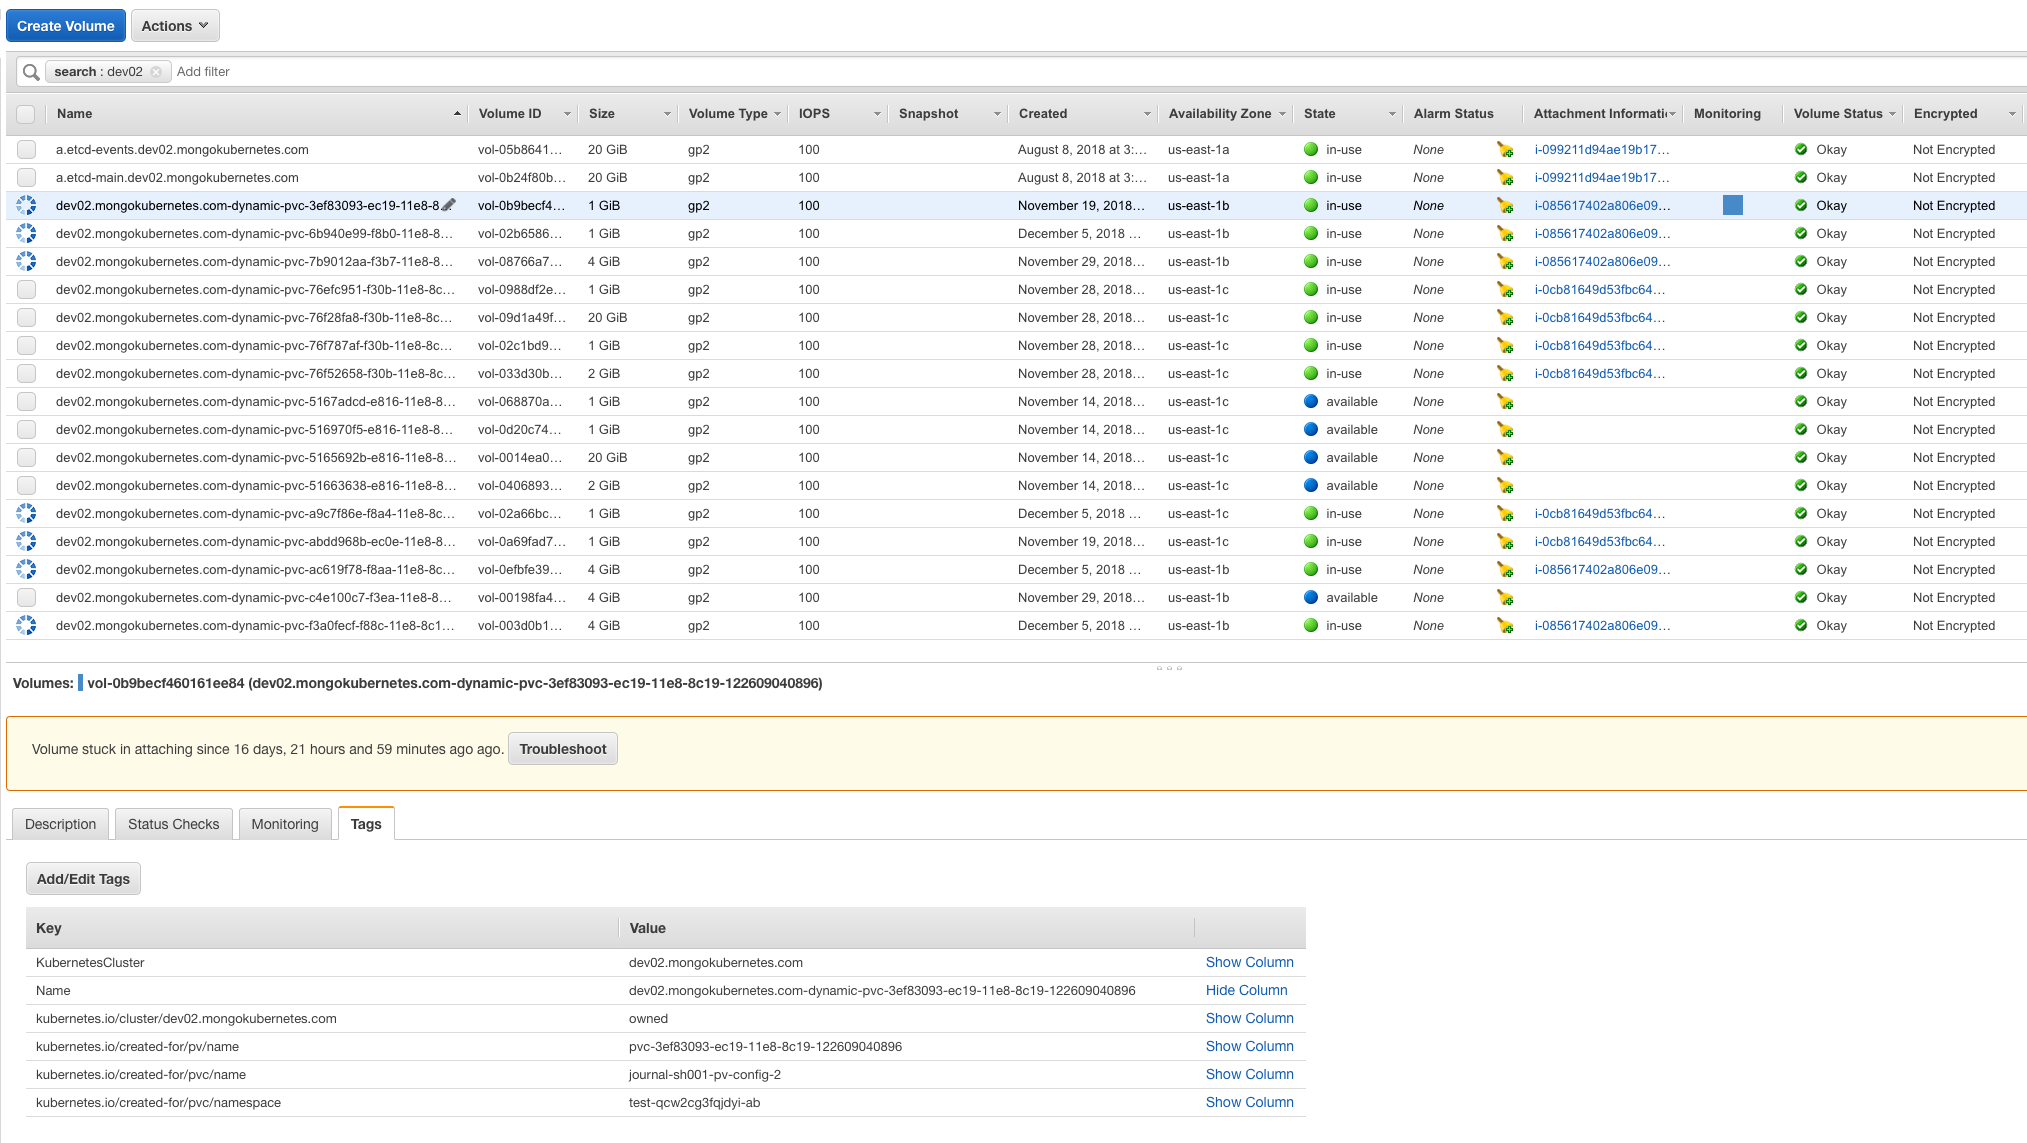 Create Volume Actions
search : dev02 Add filter
Name Volume ID Size Volume Type IOPS Snapshot Created Availability Zone State Alarm Status Attachment Informati Monitoring Volume Status Encrypted
a.etcd-events.dev02.mongokubernetes.com vol-05b8641... 20 GiB gp2 100 August 8, 2018 at 3:... us-east-1a in-use None i-099211d94ae19b17... Okay Not Encrypted
a.etcd-main.dev02.mongokubernetes.com vol-0b24f80b... 20 GiB gp2 100 August 8, 2018 at 3:... us-east-1a in-use None i-099211d94ae19b17... Okay Not Encrypted
dev02.mongokubernetes.com-dynamic-pvc-3ef83093-ec19-11e8-8 vol-0b9becf4... 1 GiB gp2 100 November 19, 2018... us-east-1b in-use None i-085617402a806e09... Okay Not Encrypted
dev02.mongokubernetes.com-dynamic-pvc-6b940e99-f8b0-11e8-8... vol-02b6586... 1 GiB gp2 100 December 5, 2018 ... us-east-1b in-use None i-085617402a806e09... Okay Not Encrypted
dev02.mongokubernetes.com-dynamic-pvc-7b9012aa-f3b7-11e8-8... vol-08766a7... 4 GiB gp2 100 November 29, 2018... us-east-1b in-use None i-085617402a806e09... Okay Not Encrypted
dev02.mongokubernetes.com-dynamic-pvc-76efc951-f30b-11e8-8c... vol-0988df2e... 1 GiB gp2 100 November 28, 2018... us-east-1c in-use None i-0cb81649d53fbc64... Okay Not Encrypted
dev02.mongokubernetes.com-dynamic-pvc-76f28fa8-f30b-11e8-8c... vol-09d1a49f... 20 GiB gp2 100 November 28, 2018... us-east-1c in-use None i-0cb81649d53fbc64... Okay Not Encrypted
dev02.mongokubernetes.com-dynamic-pvc-76f787af-f30b-11e8-8c... vol-02c1bd9... 1 GiB gp2 100 November 28, 2018... us-east-1c in-use None i-0cb81649d53fbc64... Okay Not Encrypted
dev02.mongokubernetes.com-dynamic-pvc-76f52658-f30b-11e8-8c... vol-033d30b... 2 GiB gp2 100 November 28, 2018... us-east-1c in-use None i-0cb81649d53fbc64... Okay Not Encrypted
dev02.mongokubernetes.com-dynamic-pvc-5167adcd-e816-11e8-8... vol-068870a... 1 GiB gp2 100 November 14, 2018... us-east-1c available None Okay Not Encrypted
dev02.mongokubernetes.com-dynamic-pvc-516970f5-e816-11e8-8... vol-0d20c74... 1 GiB gp2 100 November 14, 2018... us-east-1c available None Okay Not Encrypted
dev02.mongokubernetes.com-dynamic-pvc-5165692b-e816-11e8-8... vol-0014ea0... 20 GiB gp2 100 November 14, 2018... us-east-1c available None Okay Not Encrypted
dev02.mongokubernetes.com-dynamic-pvc-51663638-e816-11e8-8... vol-0406893... 2 GiB gp2 100 November 14, 2018... us-east-1c available None Okay Not Encrypted
dev02.mongokubernetes.com-dynamic-pvc-a9c7f86e-f8a4-11e8-8c... vol-02a66bc... 1 GiB gp2 100 December 5, 2018 ... us-east-1c in-use None i-0cb81649d53fbc64... Okay Not Encrypted
dev02.mongokubernetes.com-dynamic-pvc-abdd968b-ec0e-11e8-8... vol-0a69fad7... 1 GiB gp2 100 November 19, 2018... us-east-1c in-use None i-0cb81649d53fbc64... Okay Not Encrypted
dev02.mongokubernetes.com-dynamic-pvc-ac619f78-f8aa-11e8-8c... vol-0efbfe39... 4 GiB gp2 100 December 5, 2018 ... us-east-1b in-use None i-085617402a806e09... Okay Not Encrypted
dev02.mongokubernetes.com-dynamic-pvc-c4e100c7-f3ea-11e8-8... vol-00198fa4... 4 GiB gp2 100 November 29, 2018... us-east-1b available None Okay Not Encrypted
dev02.mongokubernetes.com-dynamic-pvc-f3a0fecf-f88c-11e8-8c1... vol-003d0b1... 4 GiB gp2 100 December 5, 2018 ... us-east-1b in-use None i-085617402a806e09... Okay Not Encrypted
Volumes: vol-0b9becf460161ee84 (dev02.mongokubernetes.com-dynamic-pvc-3ef83093-ec19-11e8-8c19-122609040896)
Volume stuck in attaching since 16 days, 21 hours and 59 minutes ago ago. Troubleshoot
Description Status Checks Monitoring Tags
Add/Edit Tags
Key Value
KubernetesCluster dev02.mongokubernetes.com Show Column
Name dev02.mongokubernetes.com-dynamic-pvc-3ef83093-ec19-11e8-8c19-122609040896 Hide Column
kubernetes.io/cluster/dev02.mongokubernetes.com owned Show Column
kubernetes.io/created-for/pv/name pvc-3ef83093-ec19-11e8-8c19-122609040896 Show Column
kubernetes.io/created-for/pvc/name journal-sh001-pv-config-2 Show Column
kubernetes.io/created-for/pvc/namespace test-qcw2cg3fqjdyi-ab Show Column